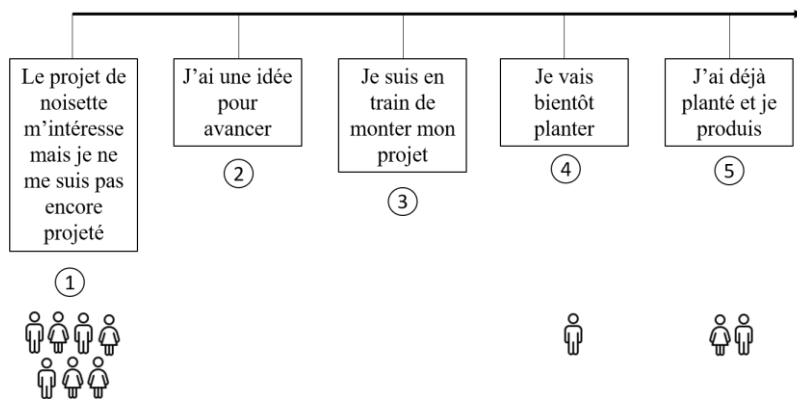 Le projet de
noisette
m’intéresse
mais je ne
me suis pas
encore
projeté
1
J’ai une idée
pour
avancer
2
Je suis en
train de
monter mon
projet
3
Je vais
bientôt
planter
4
J’ai déjà
planté et je
produis
5